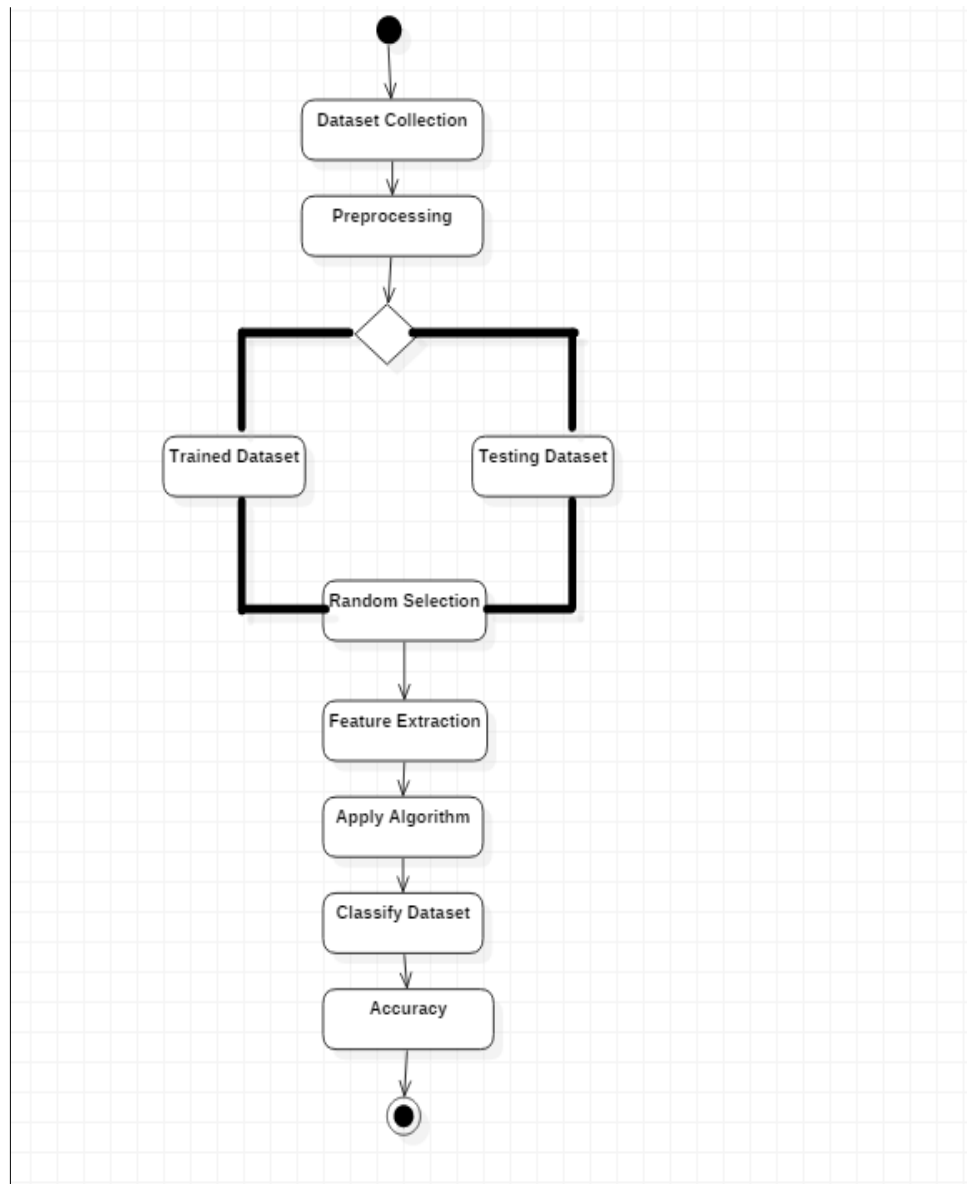 Dataset Collection
Preprocessing
Trained Dataset
Testing Dataset
Random Selection
Feature Extraction
Apply Algorithm
Classify Dataset
Accuracy